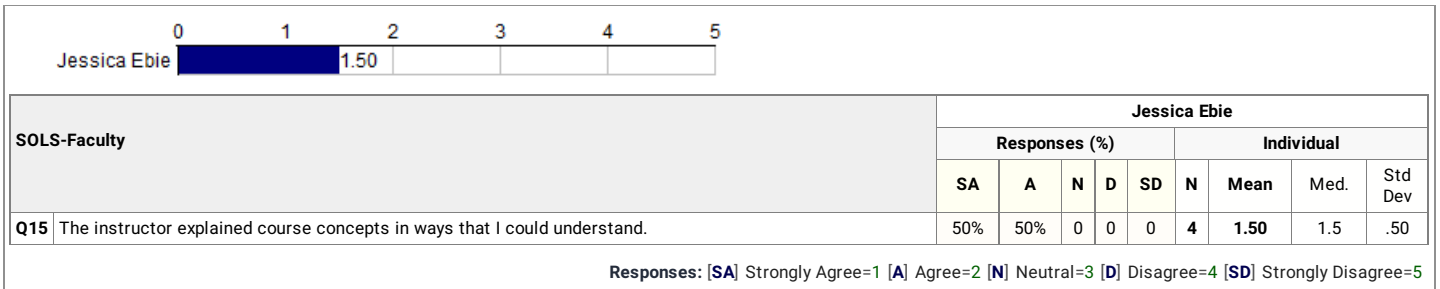 0 1 2 3 4 5
Jessica Ebie 1.50
Jessica Ebie
SOLS-Faculty
Responses (%) Individual
SA A N D SD N Mean Med. Std Dev
Q15 The instructor explained course concepts in ways that I could understand. 50% 50% 0 0 0 4 1.50 1.5 .50
Responses: [SA] Strongly Agree=1 [A] Agree=2 [N] Neutral=3 [D] Disagree=4 [SD] Strongly Disagree=5